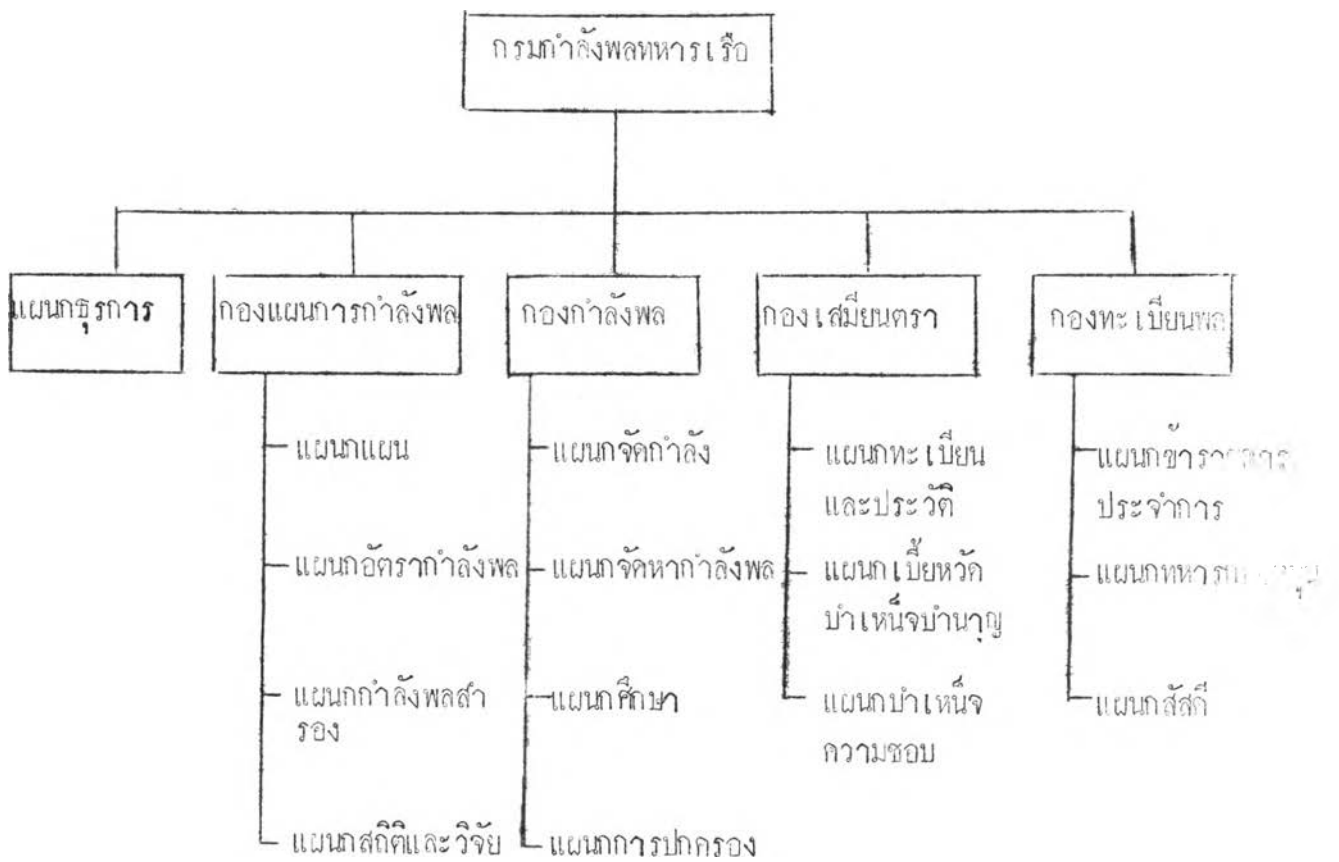 กรมกำลังพลทหารเรือ
แผนกธุรการ
กองแผนการกำลังพล
กองกำลังพล
กองเสมียนตรา
กองทะเบียนพล
แผนกแผน
แผนกอัตรากำลังพล
แผนกกำลังพลสำ
รอง
แผนกสถิติและวิจัย
แผนกจัดกำลัง
แผนกจัดหากำลังพล
แผนกศึกษา
แผนกการปกครอง
แผนกทะเบียน
และประวัติ
แผนกเบี้ยหวัด
บำเหน็จบำนาญ
แผนกบำเหน็จ
ความชอบ
ประจำการ
แผนกสัสดี